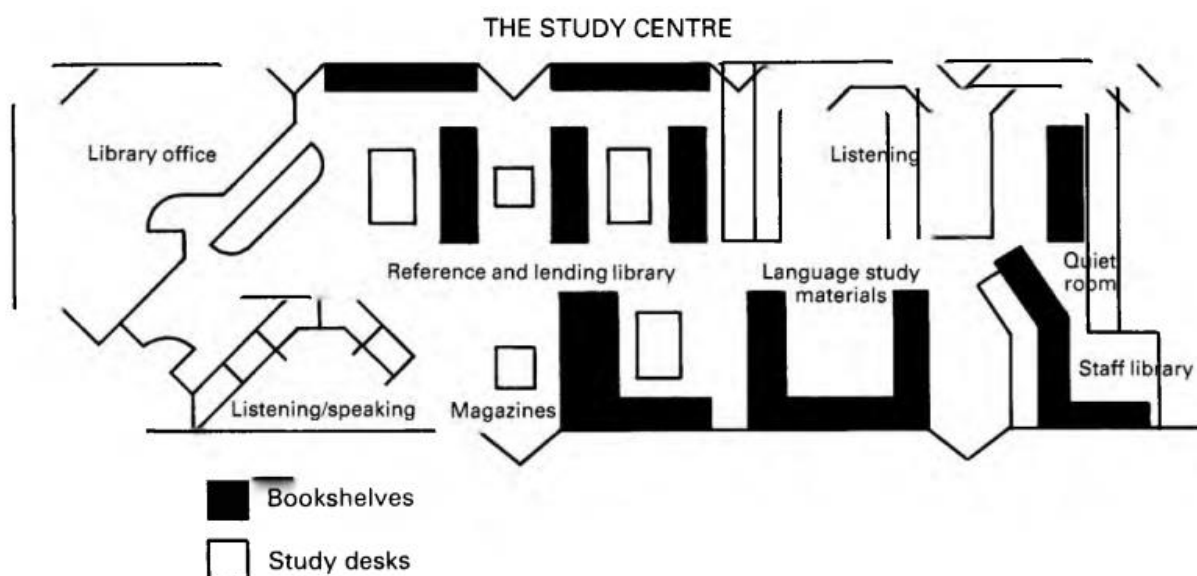 THE STUDY CENTRE
Library office
Listening
Reference and lending library
Language study
materials
Quiet
room
Staff library
Listening/speaking
Magazines
Bookshelves
Study desks